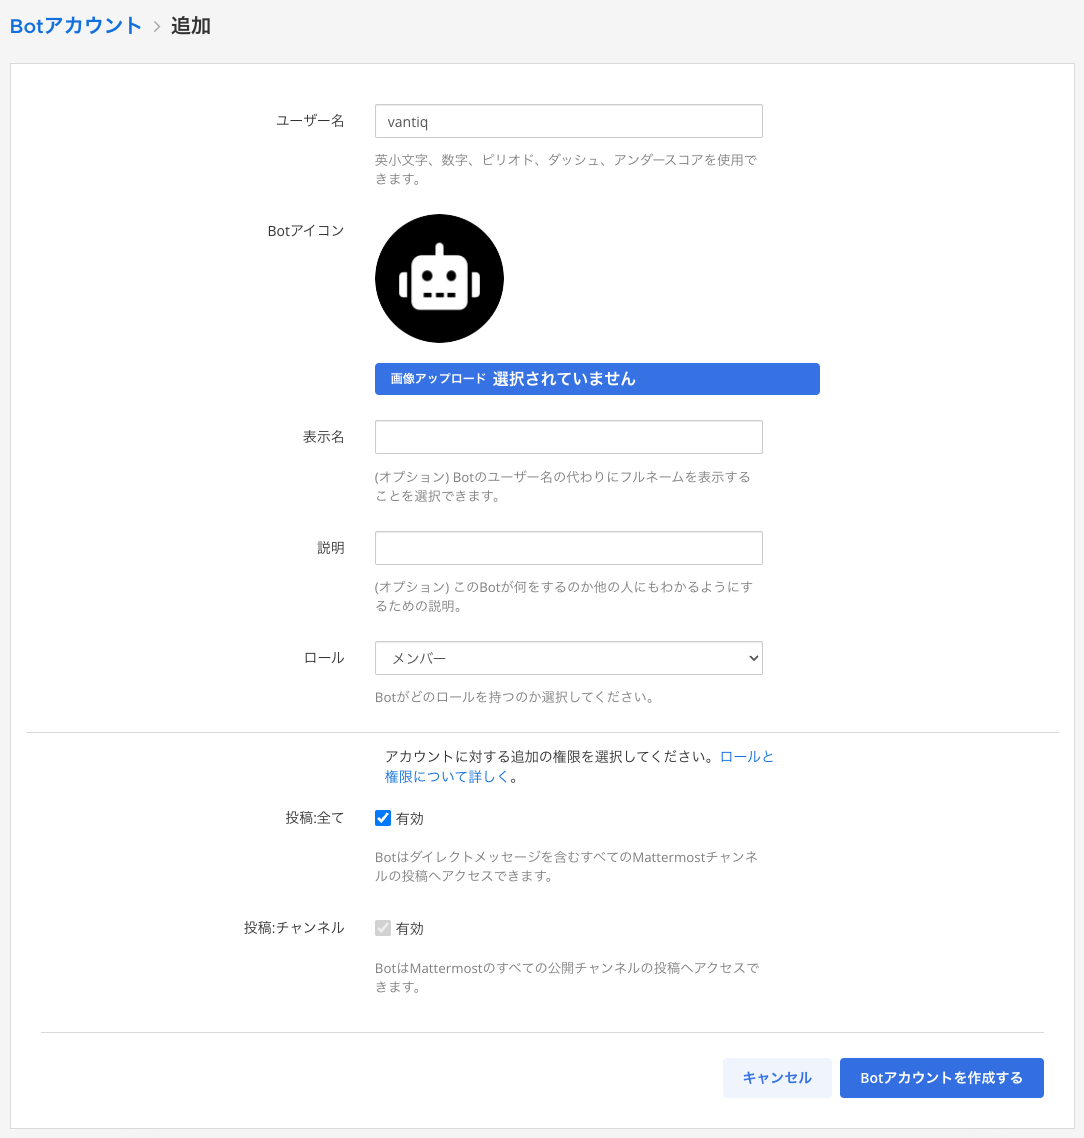 Botアカウント > 追加
ユーザー名
vantiq
英小文字、数字、ピリオド、ダッシュ、アンダースコアを使用で
きます。
Botアイコン
画像アップロード 選択されていません
表示名
(オプション) Botのユーザー名の代わりにフルネームを表示する
ことを選択できます。
説明
(オプション) このBotが何をするのか他の人にもわかるようにす
るための説明。
ロール
メンバー
Botがどのロールを持つのか選択してください。
アカウントに対する追加の権限を選択してください。ロールと
権限について詳しく。
投稿:全て
有効
Botはダイレクトメッセージを含むすべてのMattermostチャンネ
ルの投稿へアクセスできます。
投稿:チャンネル
有効
BotはMattermostのすべての公開チャンネルの投稿へアクセスで
きます。
キャンセル
Botアカウントを作成する